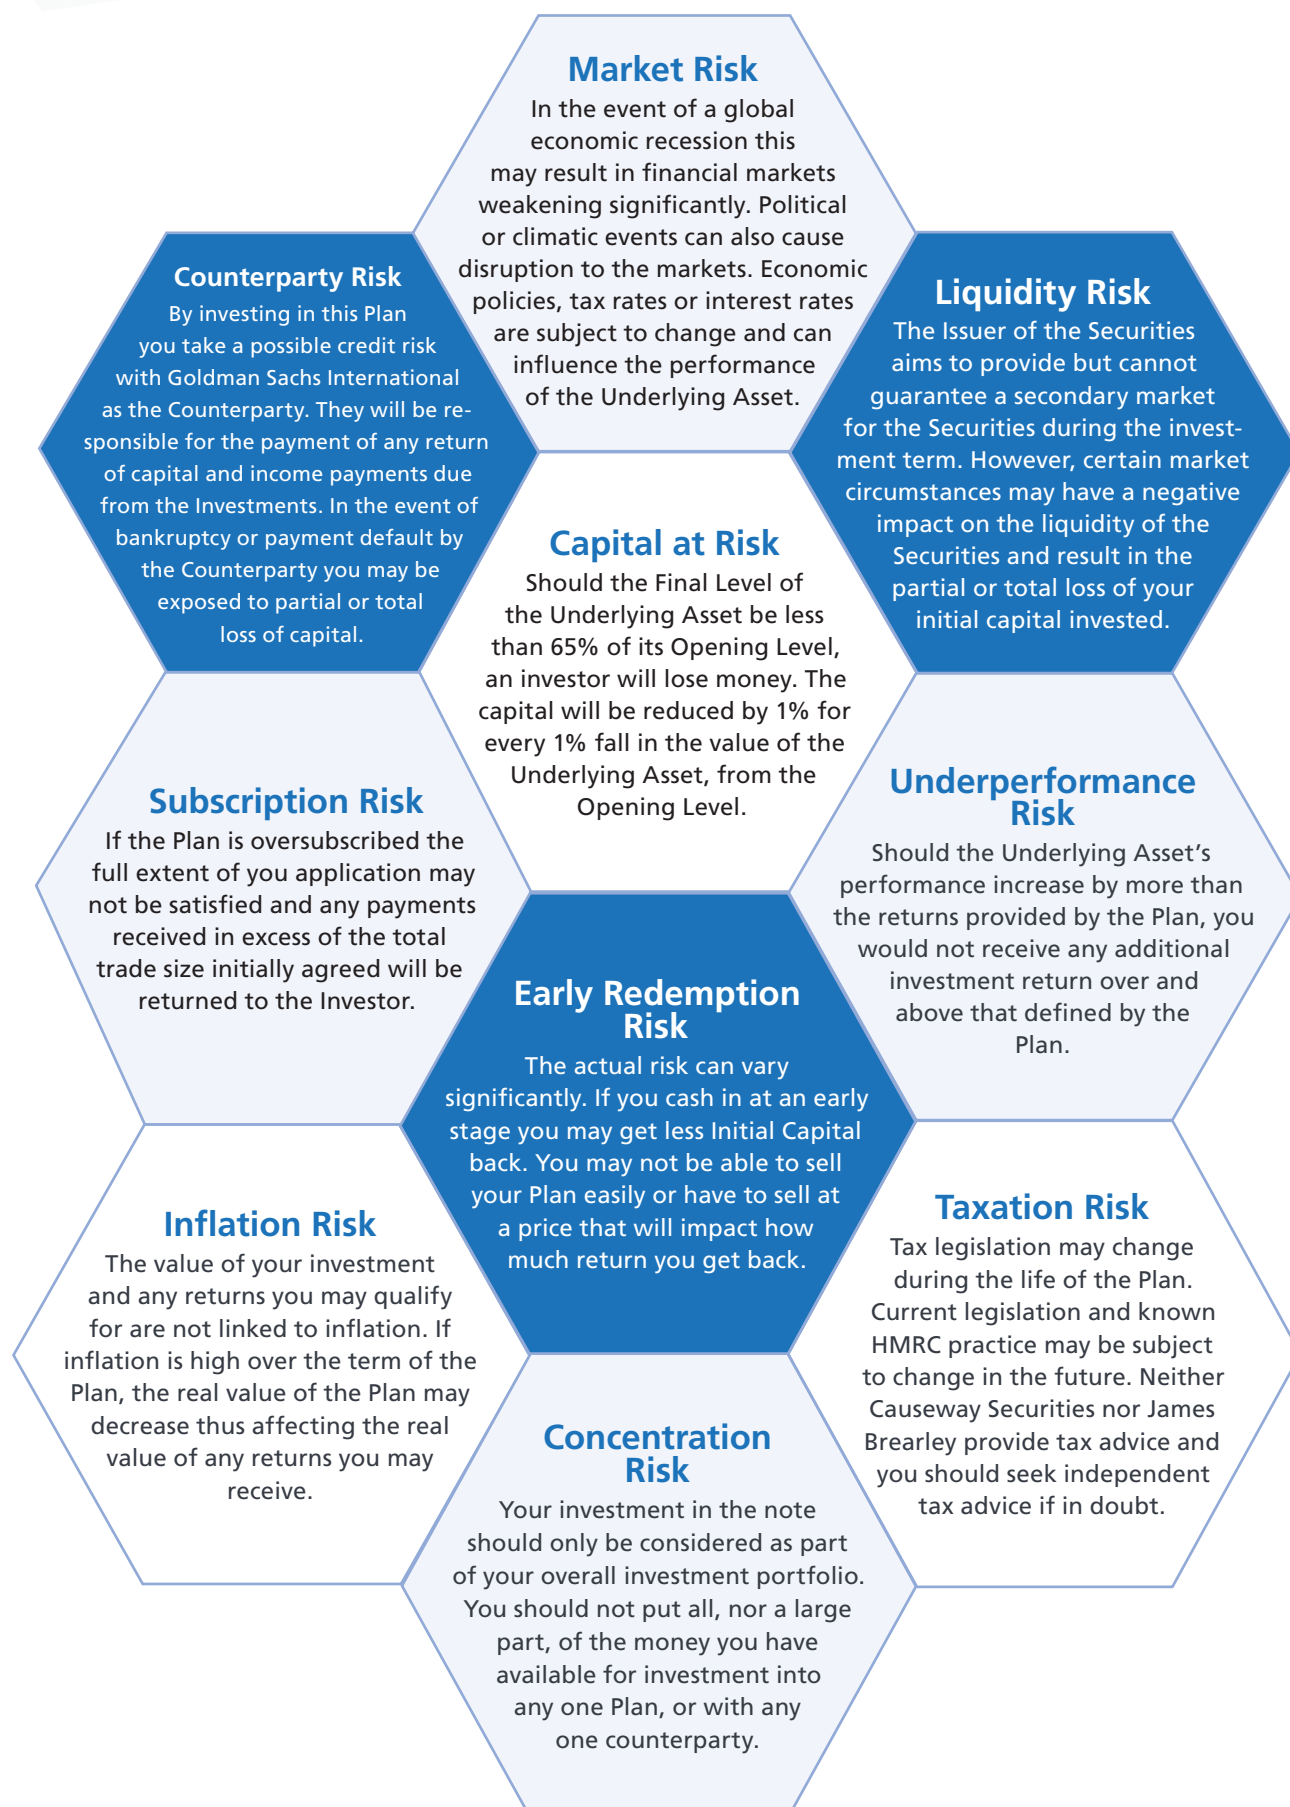 Market Risk
In the event of a global
economic recession this
may result in financial markets
weakening significantly. Political
or climatic events can also cause
disruption to the markets. Economic
policies, tax rates or interest rates
are subject to change and can
influence the performance
of the Underlying Asset.
Counterparty Risk
By investing in this Plan
you take a possible credit risk
with Goldman Sachs International
as the Counterparty. They will be re-
sponsible for the payment of any return
of capital and income payments due
from the Investments. In the event of
bankruptcy or payment default by
the Counterparty you may be
exposed to partial or total
loss of capital.
Liquidity Risk
The Issuer of the Securities
aims to provide but cannot
guarantee a secondary market
for the Securities during the invest-
ment term. However, certain market
circumstances may have a negative
impact on the liquidity of the
Securities and result in the
partial or total loss of your
initial capital invested.
Capital at Risk
Should the Final Level of
the Underlying Asset be less
than 65% of its Opening Level,
an investor will lose money. The
capital will be reduced by 1% for
every 1% fall in the value of the
Underlying Asset, from the
Opening Level.
Subscription Risk
If the Plan is oversubscribed the
full extent of you application may
not be satisfied and any payments
received in excess of the total
trade size initially agreed will be
returned to the Investor.
Underperformance
Risk
Should the Underlying Asset’s
performance increase by more than
the returns provided by the Plan, you
would not receive any additional
investment return over and
above that defined by the
Plan.
Early Redemption
Risk
The actual risk can vary
significantly. If you cash in at an early
stage you may get less Initial Capital
back. You may not be able to sell
your Plan easily or have to sell at
a price that will impact how
much return you get back.
Inflation Risk
The value of your investment
and any returns you may qualify
for are not linked to inflation. If
inflation is high over the term of the
Plan, the real value of the Plan may
decrease thus affecting the real
value of any returns you may
receive.
Taxation Risk
Tax legislation may change
during the life of the Plan.
Current legislation and known
HMRC practice may be subject
to change in the future. Neither
Causeway Securities nor James
Brearley provide tax advice and
you should seek independent
tax advice if in doubt.
Concentration
Risk
Your investment in the note
should only be considered as part
of your overall investment portfolio.
You should not put all, nor a large
part, of the money you have
available for investment into
any one Plan, or with any
one counterparty.